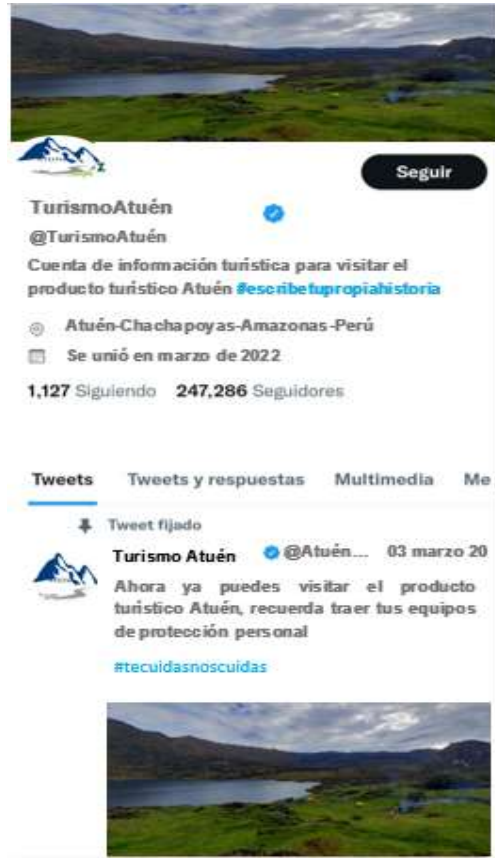 Seguir
TurismoAtuén
@TurismoAtuén
Cuenta de información turística para visitar el
producto turístico Atuén #escribetupropiahistoria
Atuén-Chachapoyas-Amazonas-Perú
Se unió en marzo de 2022
1,127 Siguiendo 247,286 Seguidores
Tweets Tweets y respuestas Multimedia Me
Tweet fijado
Turismo Atuén @Atuén... 03 marzo 20
Ahora ya puedes visitar el producto
turístico Atuén, recuerda traer tus equipos
de protección personal
#tecuidasnoscuidas